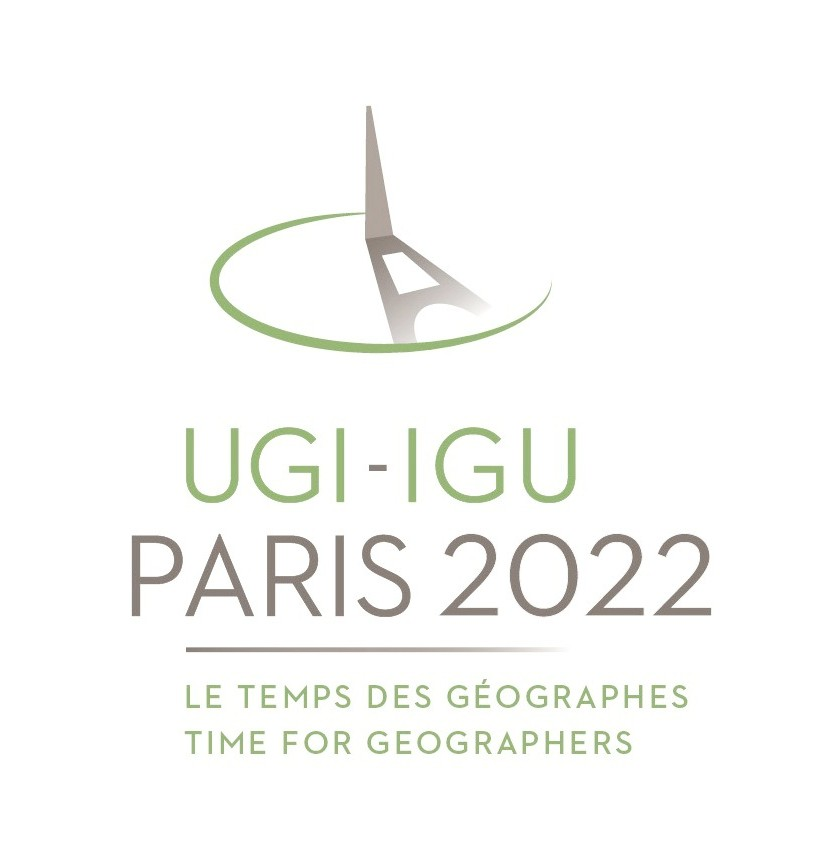 UGI-IGU
PARIS 2022
LE TEMPS DES GÉOGRAPHES
TIME FOR GEOGRAPHERS